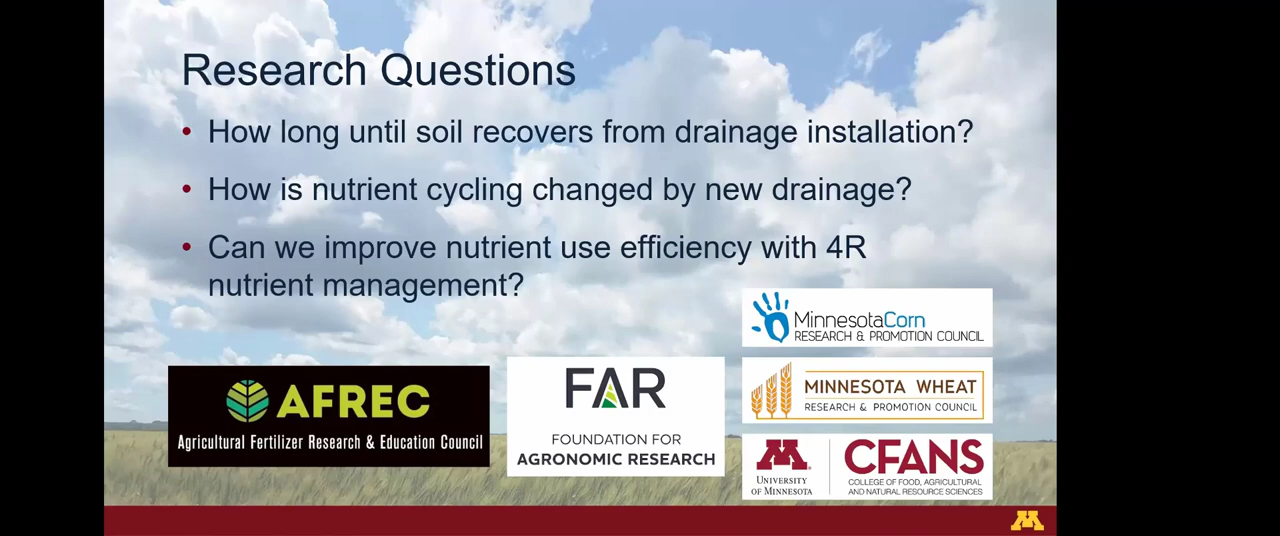 Research Questions
• How long until soil recovers from drainage installation?
• How is nutrient cycling changed by new drainage?
• Can we improve nutrient use efficiency with 4R
nutrient management?
MinnesotaCorn
RESEARCH & PROMOTION COUNCIL
AFREC
Agricultural Fertilizer Research & Education Council
FAR
FOUNDATION FOR
AGRONOMIC RESEARCH
MINNESOTA WHEAT
RESEARCH & PROMOTION COUNCIL
M
UNIVERSITY
OF MINNESOTA
CFANS
COLLEGE OF FOOD, AGRICULTURAL
AND NATURAL RESOURCE SCIENCES
M